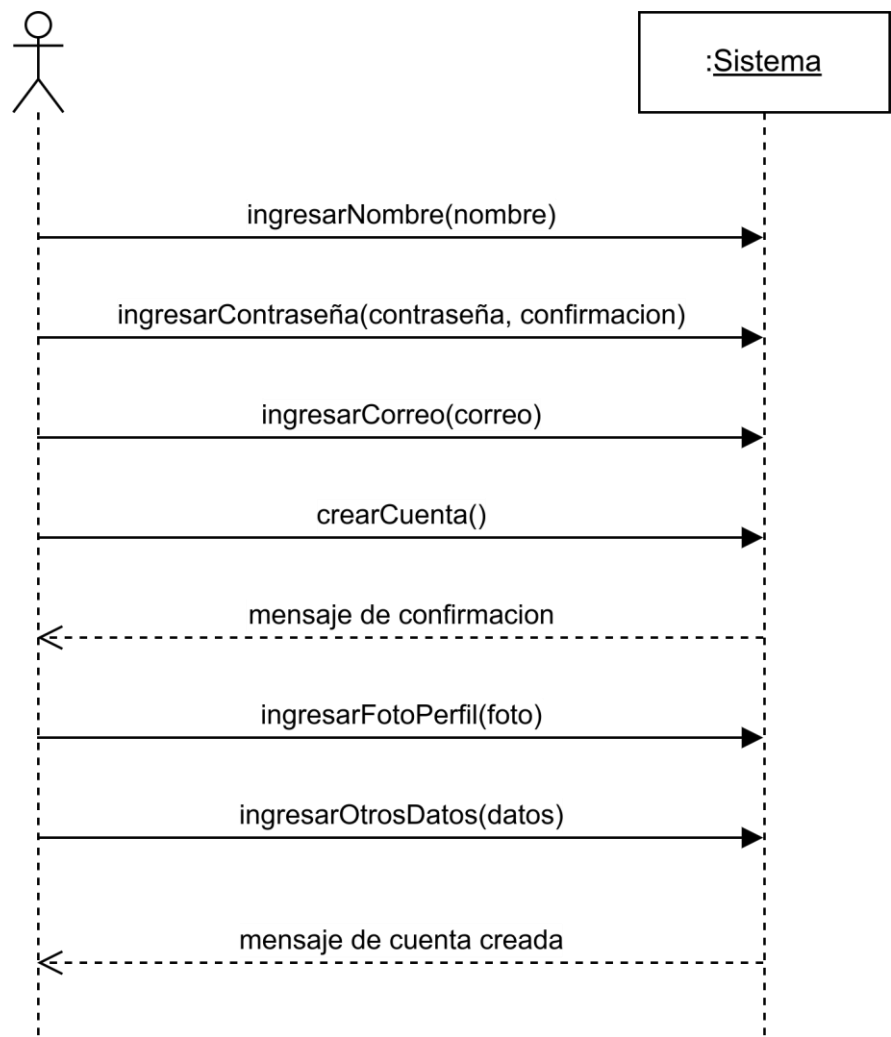 :Sistema
ingresarNombre(nombre)
ingresarContraseña(contraseña, confirmacion)
ingresarCorreo(correo)
crearCuenta()
mensaje de confirmacion
ingresarFotoPerfil(foto)
ingresarOtrosDatos(datos)
mensaje de cuenta creada